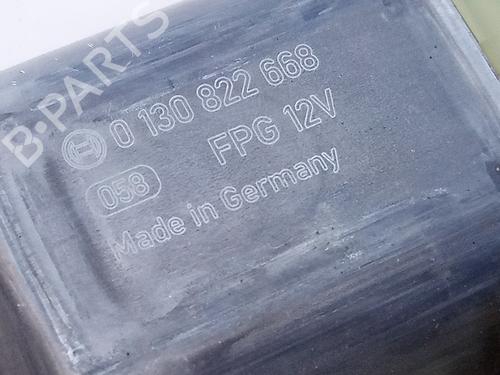 B-PARTS
0 130 822 668
FPG 12V
058
Made in Germany